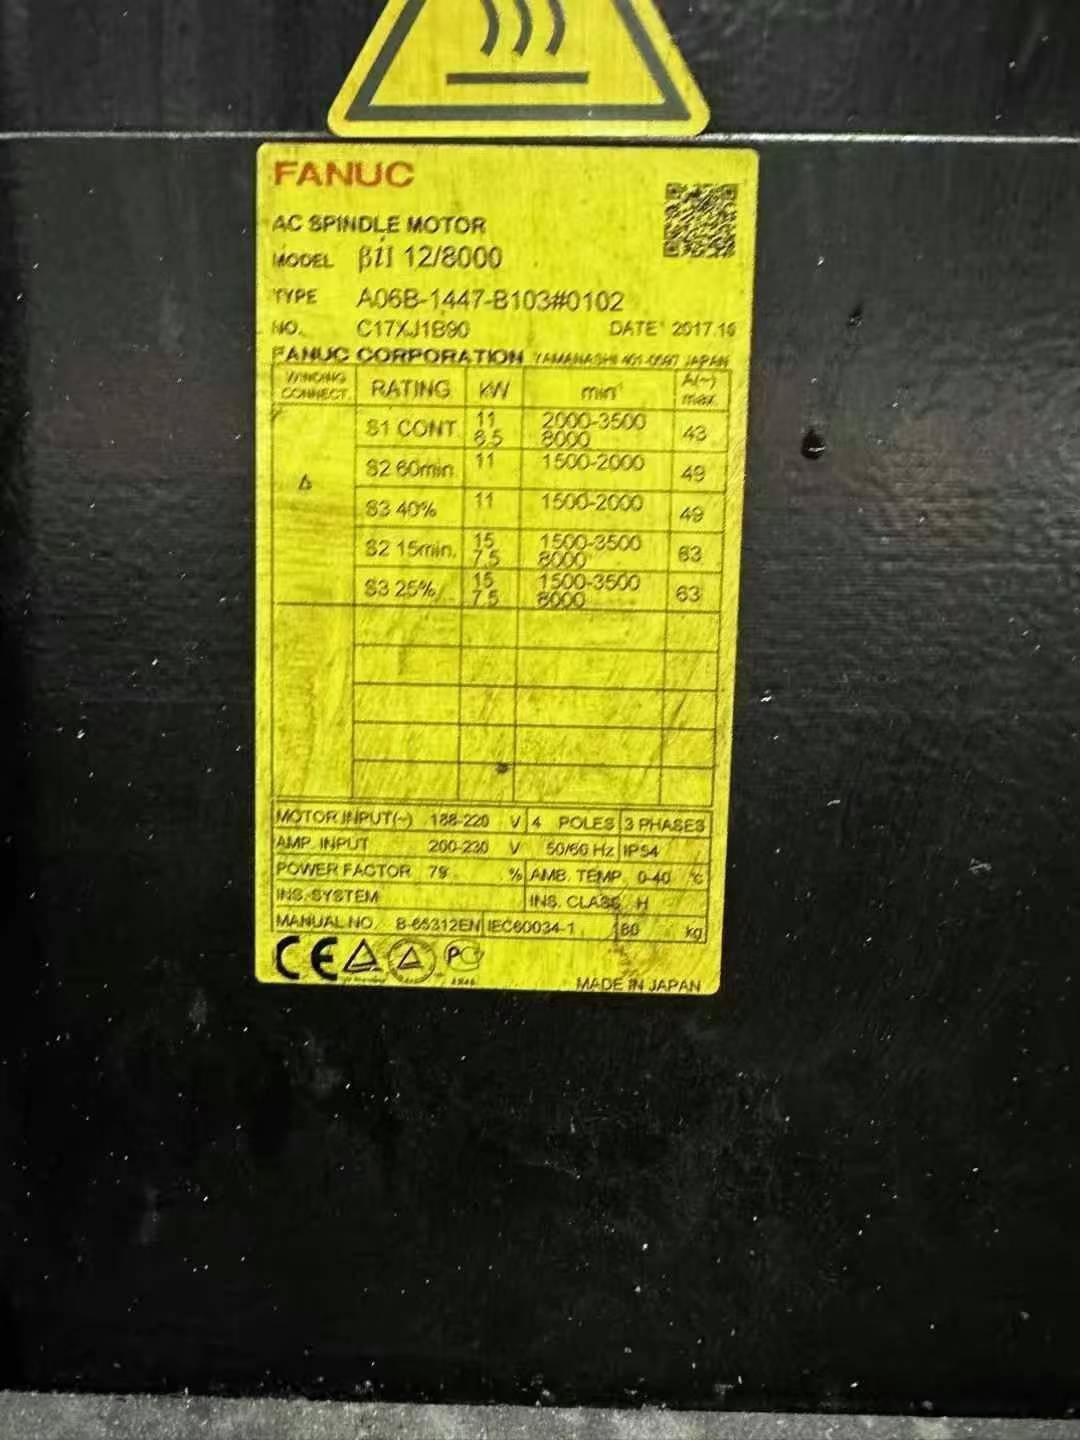 FANUC
AC SPINDLE MOTOR
MODEL βiI 12/8000
TYPE A06B-1447-B103#0102
NO. C17XJ1B90 DATE 2017.10
FANUC CORPORATION YAMANASHI 401-0597 JAPAN
WINDING CONNECT. RATING kW min⁻¹ A(~) max.
Δ
S1 CONT. 11 2000-3500 43
6.5 8000
S2 60min. 11 1500-2000 49
S3 40% 11 1500-2000 49
S2 15min. 15 1500-3500 63
7.5 8000
S3 25% 15 1500-3500 63
7.5 8000
MOTOR INPUT(~) 188-220 V 4 POLES 3 PHASES
AMP. INPUT 200-230 V 50/60 Hz IP54
POWER FACTOR 79 % AMB. TEMP. 0-40 °C
INS. SYSTEM INS. CLASS H
MANUAL NO. B-65312EN IEC60034-1 80 kg
CE PC
MADE IN JAPAN